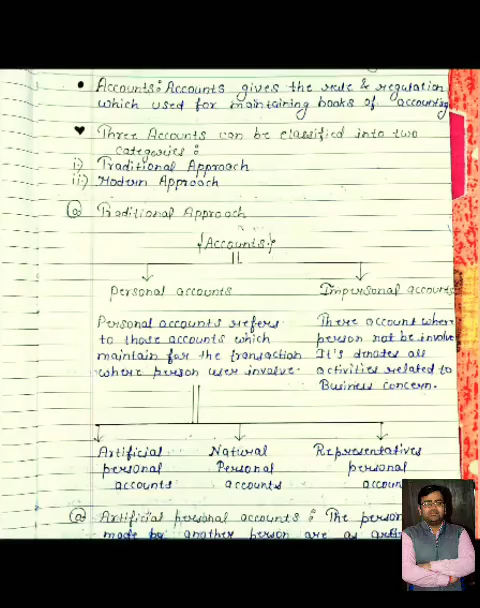 • Accounts: Accounts gives the rule & regulation
which used for maintaining books of accounting
♥ Three Accounts can be classified into two
categories:
i) Traditional Approach
ii) Modern Approach
@ Traditional Approach
{Accounts}
Personal accounts
Impersonal accounts
Personal accounts refers
to those accounts which
maintain for the transaction
where person user involve.
There account where
person not be involve
It's denotes all
activities related to
Business concern.
Artificial
personal
accounts
Natural
Personal
accounts
Representatives
personal
accoun
@ Artificial personal accounts: The person
made by another person are as